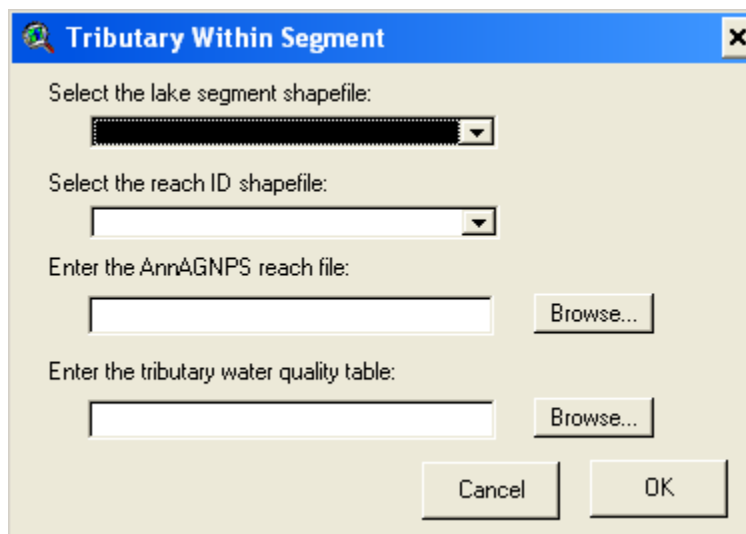 Tributary Within Segment
Select the lake segment shapefile:
Select the reach ID shapefile:
Enter the AnnAGNPS reach file:
Browse...
Enter the tributary water quality table:
Browse...
Cancel
OK